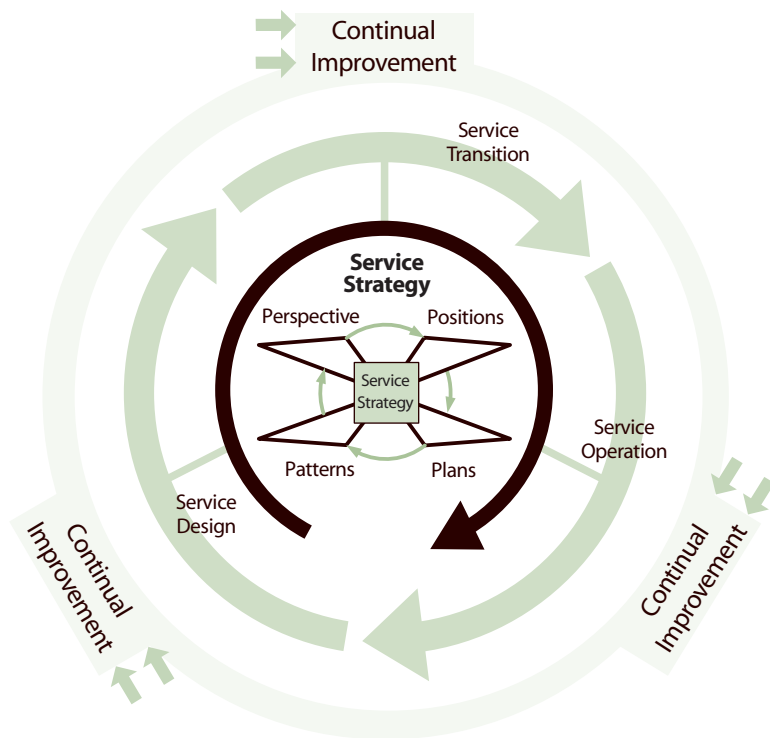 Continual
Improvement
Service
Transition
Service
Strategy
Perspective
Positions
Service
Strategy
Patterns
Plans
Service
Operation
Service
Design
Continual
Improvement
Continual
Improvement